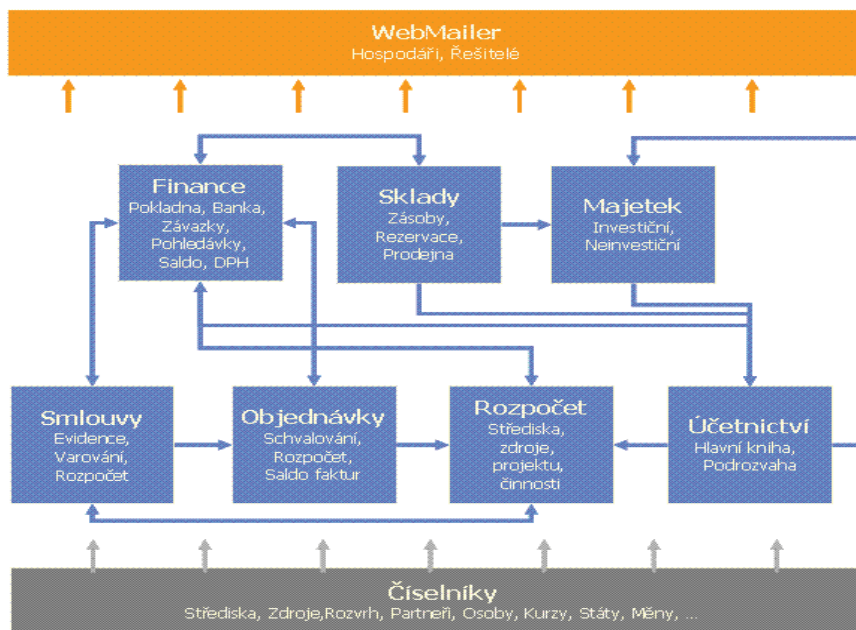 WebMailer
Hospodáři, Řešitelé
Finance
Pokladna, Banka,
Závazky,
Pohledávky,
Saldo, DPH
Sklady
Zásoby,
Rezervace,
Prodejna
Majetek
Investiční,
Neinvestiční
Smlouvy
Evidence,
Varování,
Rozpočet
Objednávky
Schvalování,
Rozpočet,
Saldo faktur
Rozpočet
Střediska,
zdroje,
projektu,
činnosti
Účetnictví
Hlavní kniha,
Podrozvaha
Číselníky
Střediska, Zdroje,Rozvrh, Partneři, Osoby, Kurzy, Státy, Měny, ...